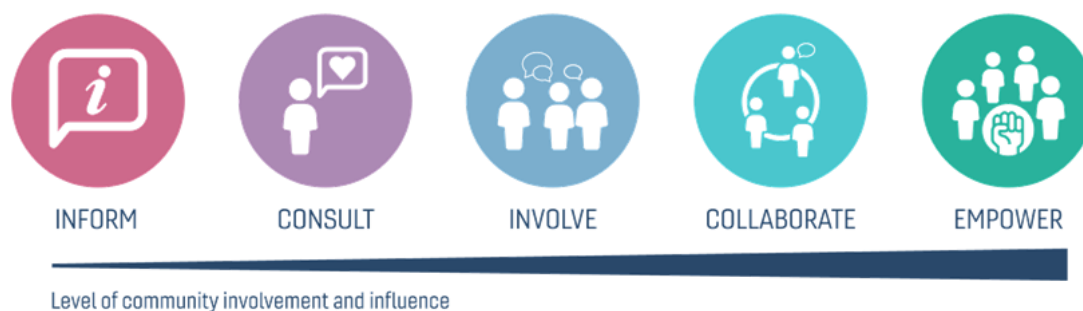 i
INFORM
CONSULT
INVOLVE
COLLABORATE
EMPOWER
Level of community involvement and influence